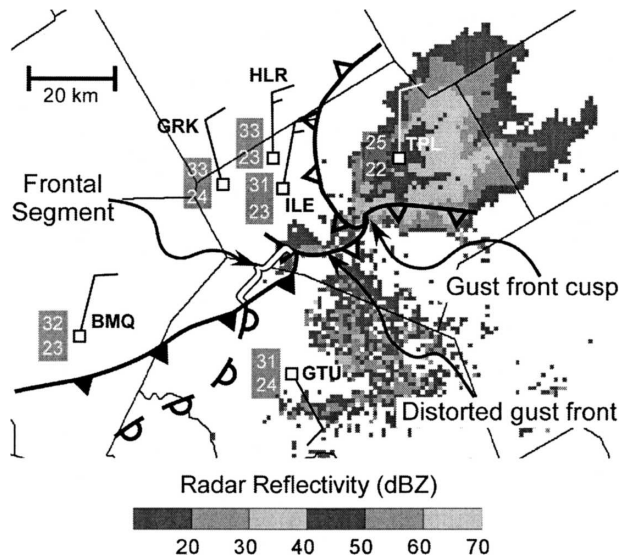 20 km
HLR
33
23
GRK
33
24
31
23
ILE
25
22
TPL
Frontal
Segment
Gust front cusp
32
23
BMQ
31
24
GTU
Distorted gust front
Radar Reflectivity (dBZ)
20 30 40 50 60 70